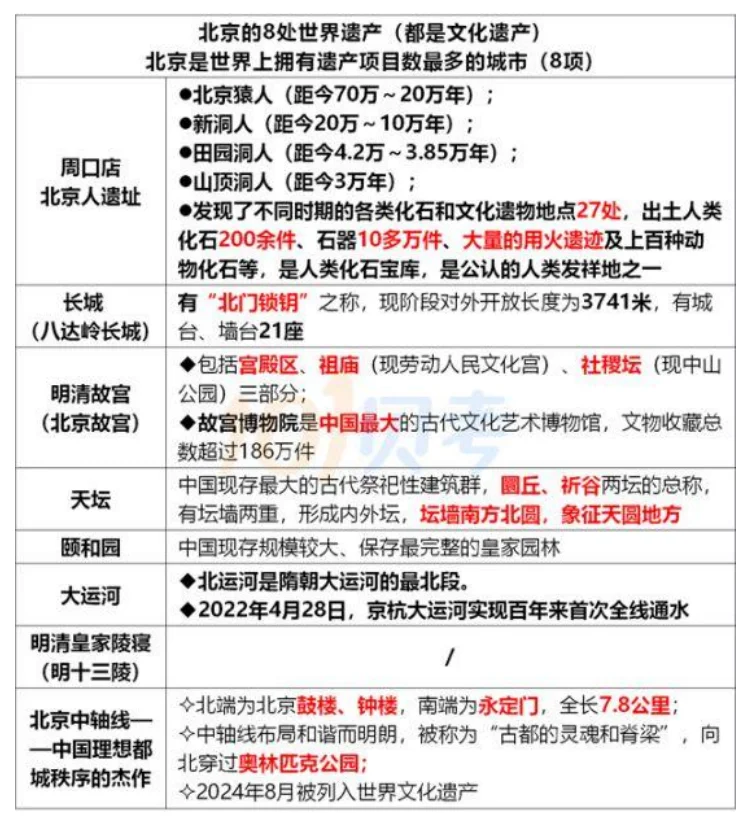 北京的8处世界遗产（都是文化遗产）
北京是世界上拥有遗产项目数最多的城市（8项）
周口店
北京人遗址
●北京猿人（距今70万～20万年）；
●新洞人（距今20万～10万年）；
●田园洞人（距今4.2万～3.85万年）；
●山顶洞人（距今3万年）；
●发现了不同时期的各类化石和文化遗物地点27处，出土人类
化石200余件、石器10多万件、大量的用火遗迹及上百种动
物化石等，是人类化石宝库，是公认的人类发祥地之一
长城
（八达岭长城）
有“北门锁钥”之称，现阶段对外开放长度为3741米，有城
台、墙台21座
明清故宫
（北京故宫）
◆包括宫殿区、祖庙（现劳动人民文化宫）、社稷坛（现中山
公园）三部分；
◆故宫博物院是中国最大的古代文化艺术博物馆，文物收藏总
数超过186万件
天坛
中国现存最大的古代祭祀性建筑群，圜丘、祈谷两坛的总称，
有坛墙两重，形成内外坛，坛墙南方北圆，象征天圆地方
颐和园
中国现存规模较大、保存最完整的皇家园林
大运河
◆北运河是隋朝大运河的最北段。
◆2022年4月28日，京杭大运河实现百年来首次全线通水
明清皇家陵寝
（明十三陵）
/
北京中轴线—
—中国理想都
城秩序的杰作
✧北端为北京鼓楼、钟楼，南端为永定门，全长7.8公里；
✧中轴线布局和谐而明朗，被称为“古都的灵魂和脊梁”，向
北穿过奥林匹克公园；
✧2024年8月被列入世界文化遗产